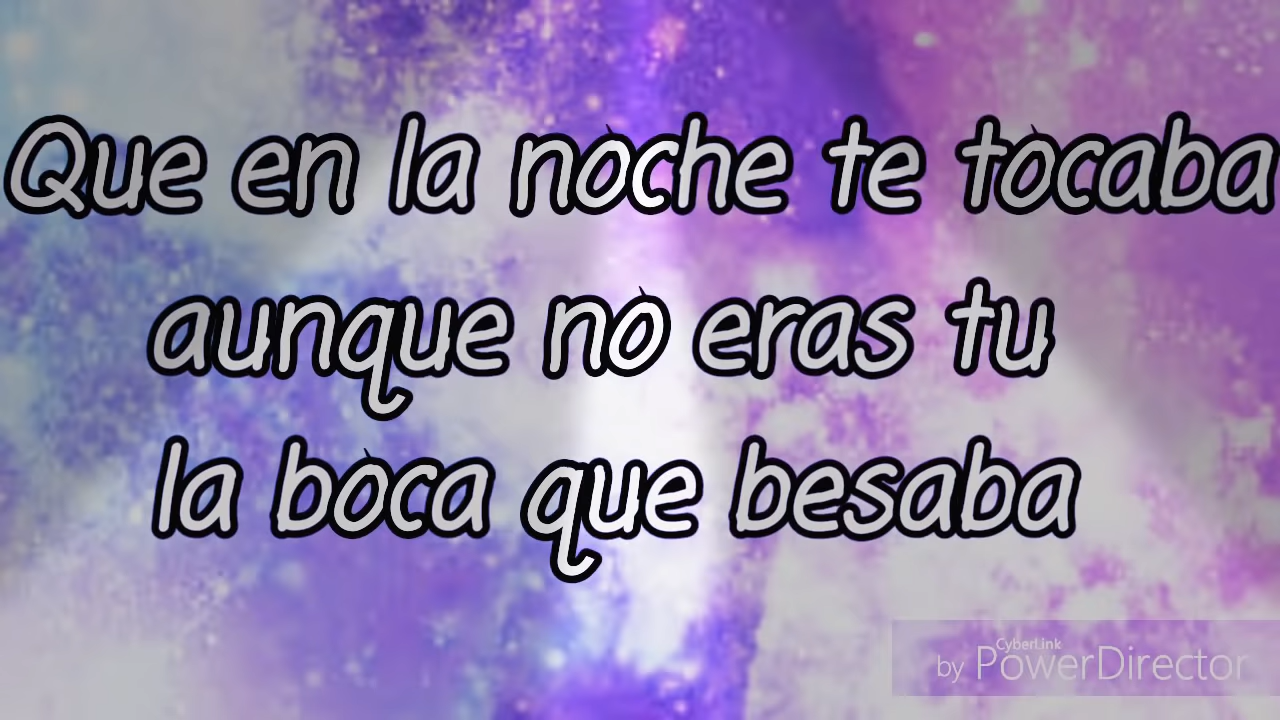 Que en la noche te tocaba
aunque no eras tu
la boca que besaba
CyberLink
by PowerDirector